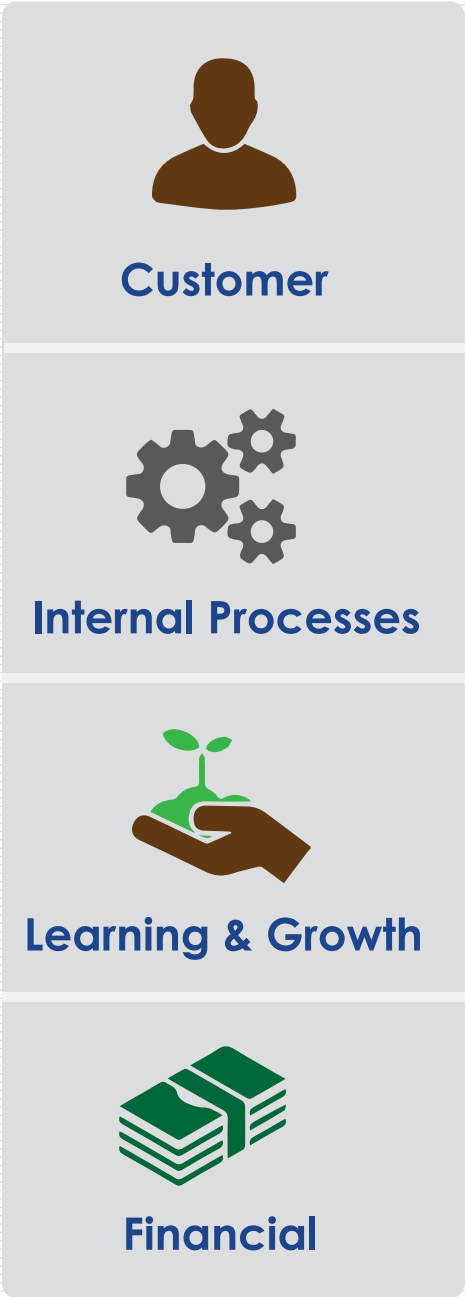 Customer
Internal Processes
Learning & Growth
Financial